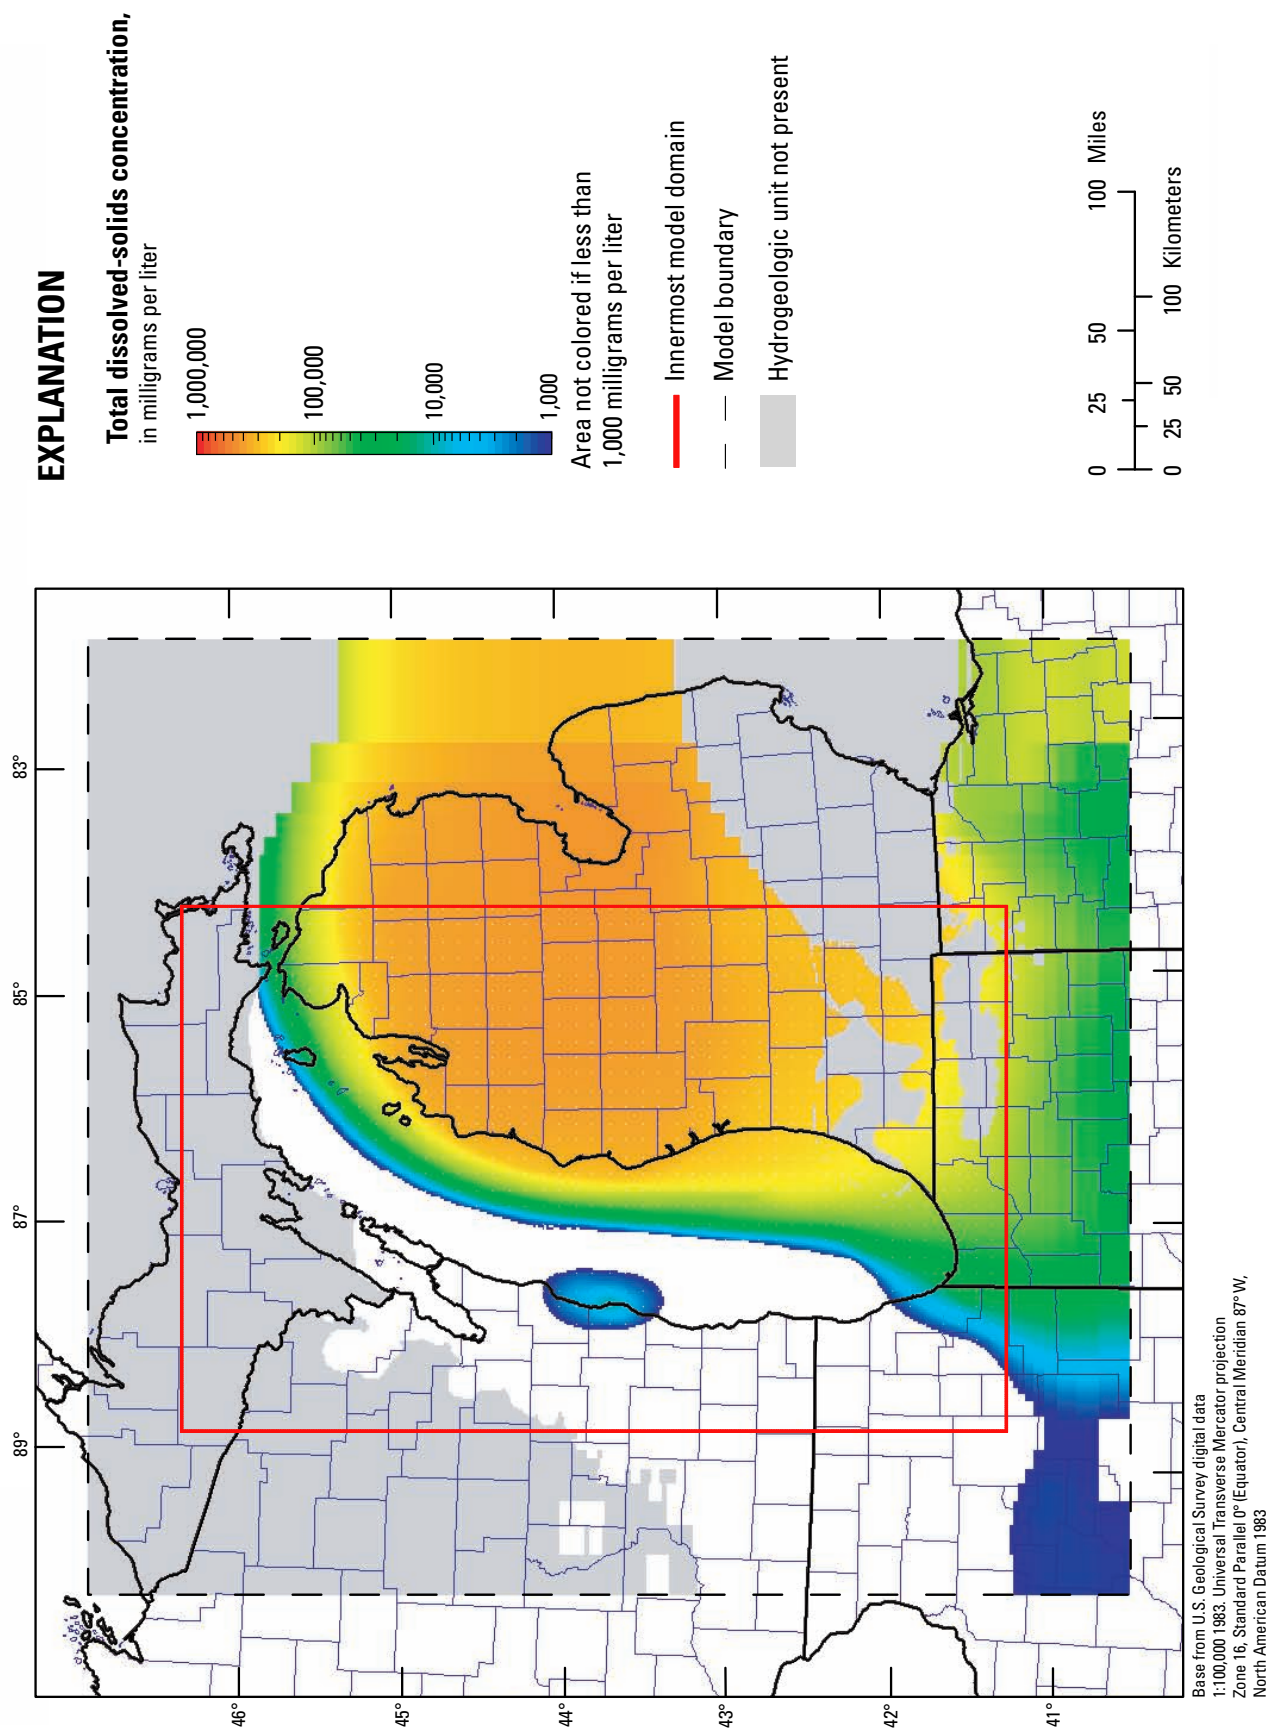 EXPLANATION
Total dissolved-solids concentration,
in milligrams per liter
1,000,000
100,000
10,000
1,000
Area not colored if less than
1,000 milligrams per liter
Innermost model domain
Model boundary
Hydrogeologic unit not present
0 25 50 100 Miles
0 25 50 100 Kilometers
89°
87°
85°
83°
46°
45°
44°
43°
42°
41°
Base from U.S. Geological Survey digital data
1:100,000 1983. Universal Transverse Mercator projection
Zone 16, Standard Parallel 0° (Equator), Central Meridian 87° W,
North American Datum 1983